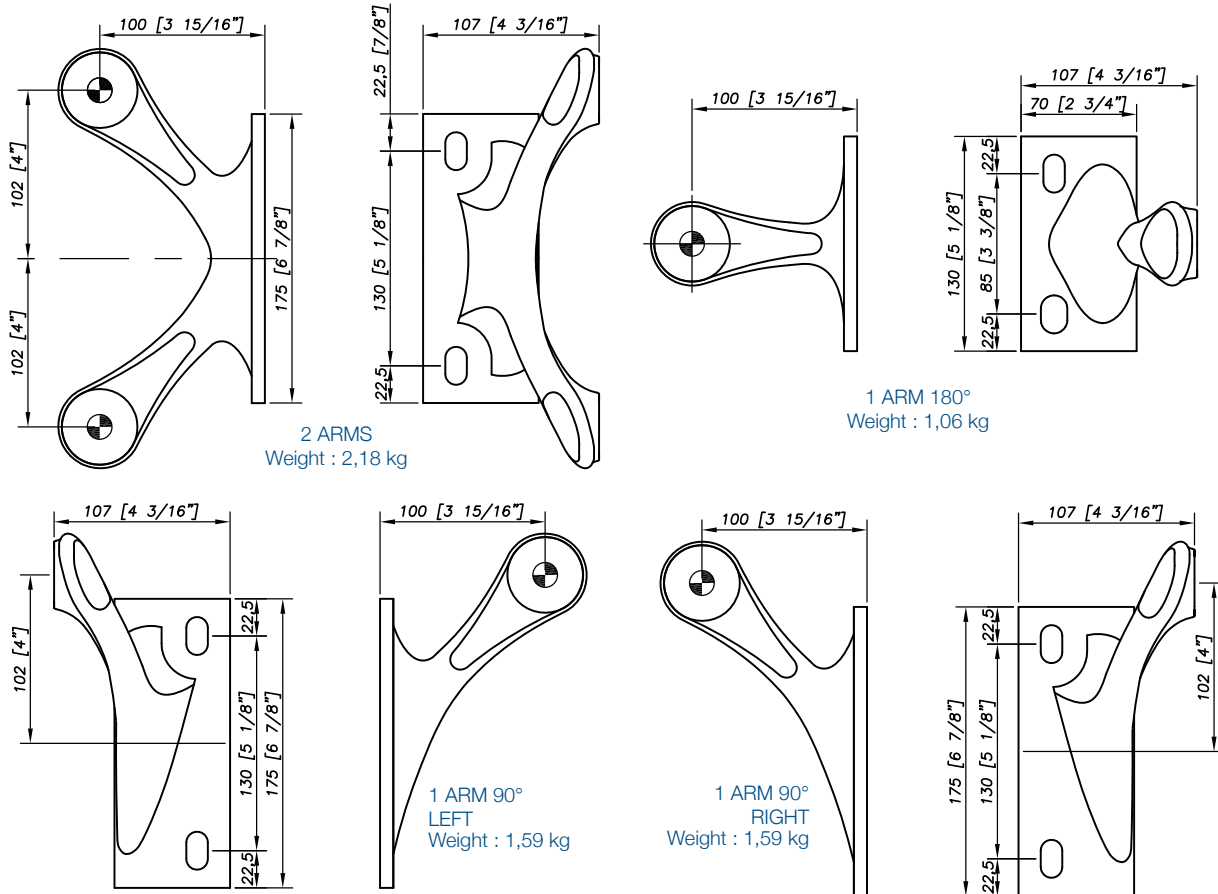 100 [3 15/16"]
102 [4"]
102 [4"]
175 [6 7/8"]
22,5 [7/8"]
107 [4 3/16"]
130 [5 1/8"]
22,5
2 ARMS
Weight : 2,18 kg
100 [3 15/16"]
107 [4 3/16"]
70 [2 3/4"]
22,5
130 [5 1/8"]
85 [3 3/8"]
22,5
1 ARM 180°
Weight : 1,06 kg
107 [4 3/16"]
102 [4"]
22,5
130 [5 1/8"]
175 [6 7/8"]
22,5
100 [3 15/16"]
1 ARM 90°
LEFT
Weight : 1,59 kg
100 [3 15/16"]
1 ARM 90°
RIGHT
Weight : 1,59 kg
107 [4 3/16"]
22,5
102 [4"]
175 [6 7/8"]
130 [5 1/8"]
22,5